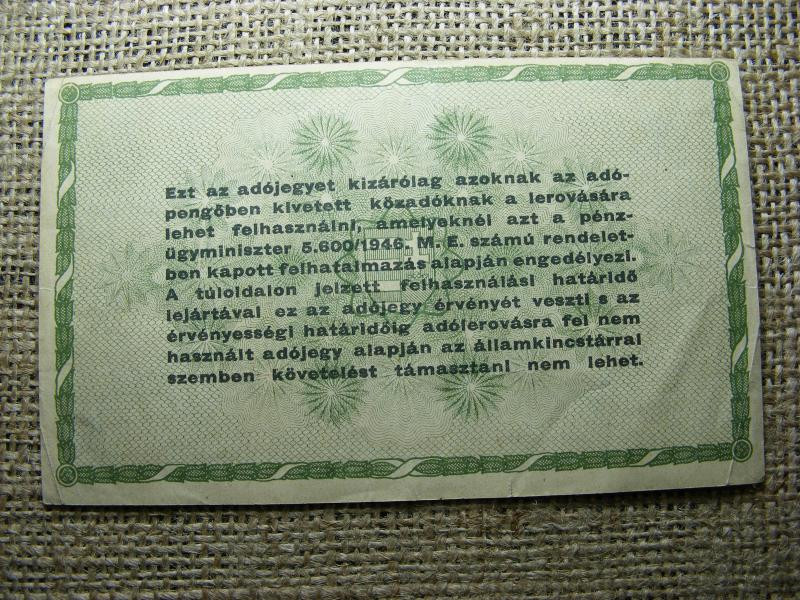 Ezt az adójegyet kizárólag azoknak az adó-
pengőben kivetett közadóknak a lerovására
lehet felhasználni, amelyeknél azt a pénz-
ügyminiszter 5.600/1946. M. E. számú rendelet-
ben kapott felhatalmazás alapján engedélyezi.
A túloldalon jelzett felhasználási határidő
lejártával ez az adójegy érvényét veszti s az
érvényességi határidőig adólerovásra fel nem
használt adójegy alapján az államkincstárral
szemben követelést támasztani nem lehet.